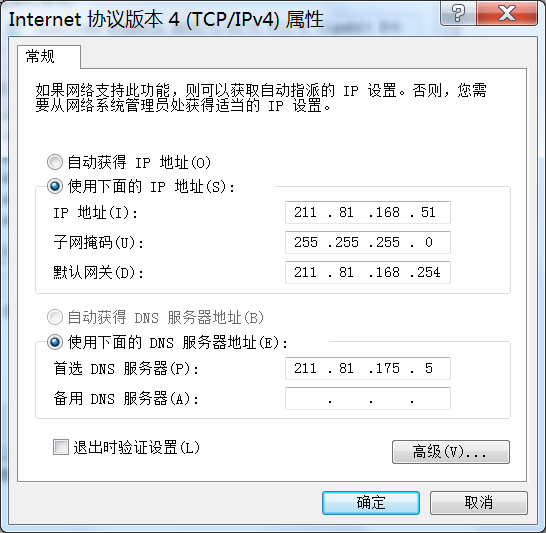 Internet 协议版本 4 (TCP/IPv4) 属性
常规
如果网络支持此功能，则可以获取自动指派的 IP 设置。否则，您需
要从网络系统管理员处获得适当的 IP 设置。
自动获得 IP 地址(O)
使用下面的 IP 地址(S):
IP 地址(I): 211 . 81 .168 . 51
子网掩码(U): 255 .255 .255 . 0
默认网关(D): 211 . 81 .168 .254
自动获得 DNS 服务器地址(B)
使用下面的 DNS 服务器地址(E):
首选 DNS 服务器(P): 211 . 81 .175 . 5
备用 DNS 服务器(A): . . .
退出时验证设置(L)
高级(V)...
确定 取消